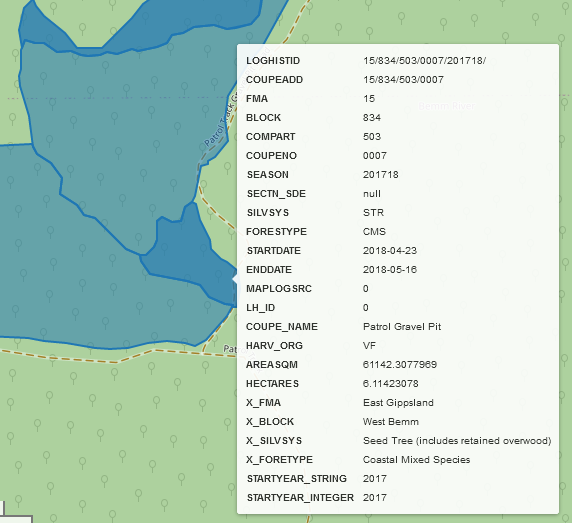 Patrol Track
LOGHISTID 15/834/503/0007/201718/
COUPEADD 15/834/503/0007
FMA 15
BLOCK 834
COMPART 503
COUPENO 0007
SEASON 201718
SECTN_SDE null
SILVSYS STR
FORESTYPE CMS
STARTDATE 2018-04-23
ENDDATE 2018-05-16
MAPLOGSRC 0
LH_ID 0
COUPE_NAME Patrol Gravel Pit
HARV_ORG VF
AREASQM 61142.3077969
HECTARES 6.11423078
X_FMA East Gippsland
X_BLOCK West Bemm
X_SILVSYS Seed Tree (includes retained overwood)
X_FORETYPE Coastal Mixed Species
STARTYEAR_STRING 2017
STARTYEAR_INTEGER 2017
Pat